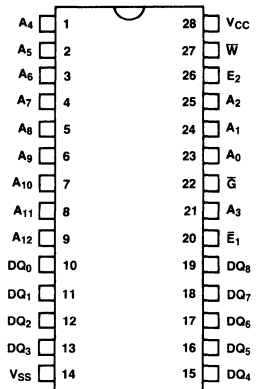 A4 1 28 VCC
A5 2 27 W̅
A6 3 26 E2
A7 4 25 A2
A8 5 24 A1
A9 6 23 A0
A10 7 22 G̅
A11 8 21 A3
A12 9 20 E̅1
DQ0 10 19 DQ8
DQ1 11 18 DQ7
DQ2 12 17 DQ6
DQ3 13 16 DQ5
VSS 14 15 DQ4